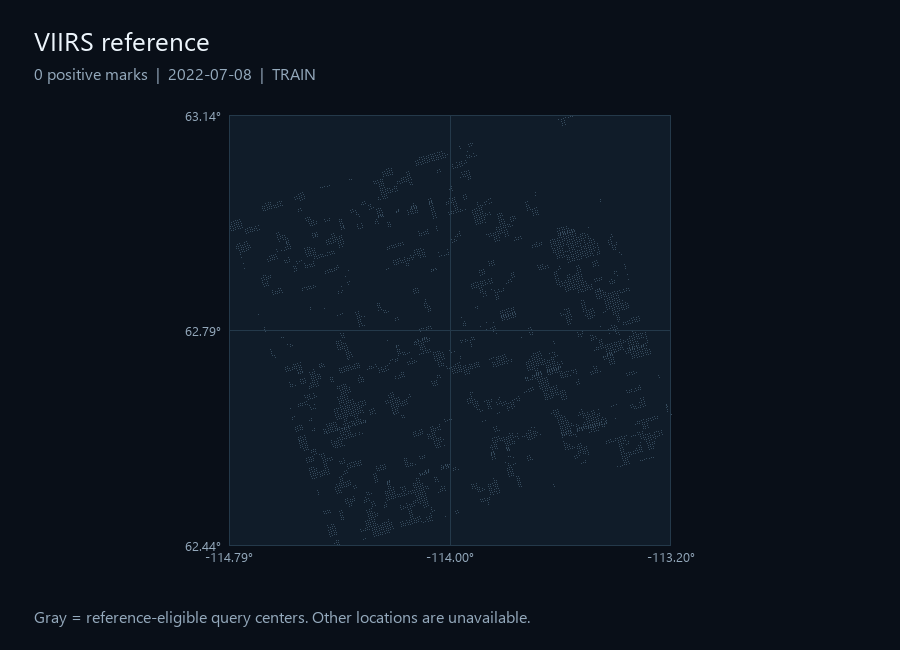 VIIRS reference
0 positive marks | 2022-07-08 | TRAIN
63.14°
62.79°
62.44°
-114.79°
-114.00°
-113.20°
Gray = reference-eligible query centers. Other locations are unavailable.